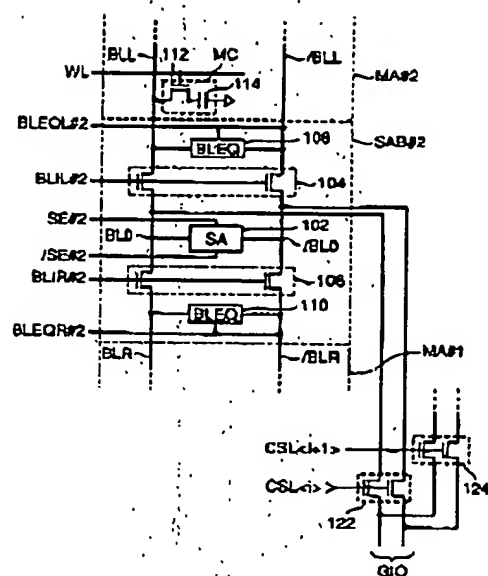 BLL 112 MC /BLL
WL
114
MA#2
BLEQL#2
SAB#2
BLEQ 108
BLIL#2
104
SE#2
102
BL0 SA /BL0
/SE#2
BLIR#2
106
BLEQ 110
BLEQR#2
BLR /BLR MA#1
CSL<i+1>
CSL<i>
124
122
GIO